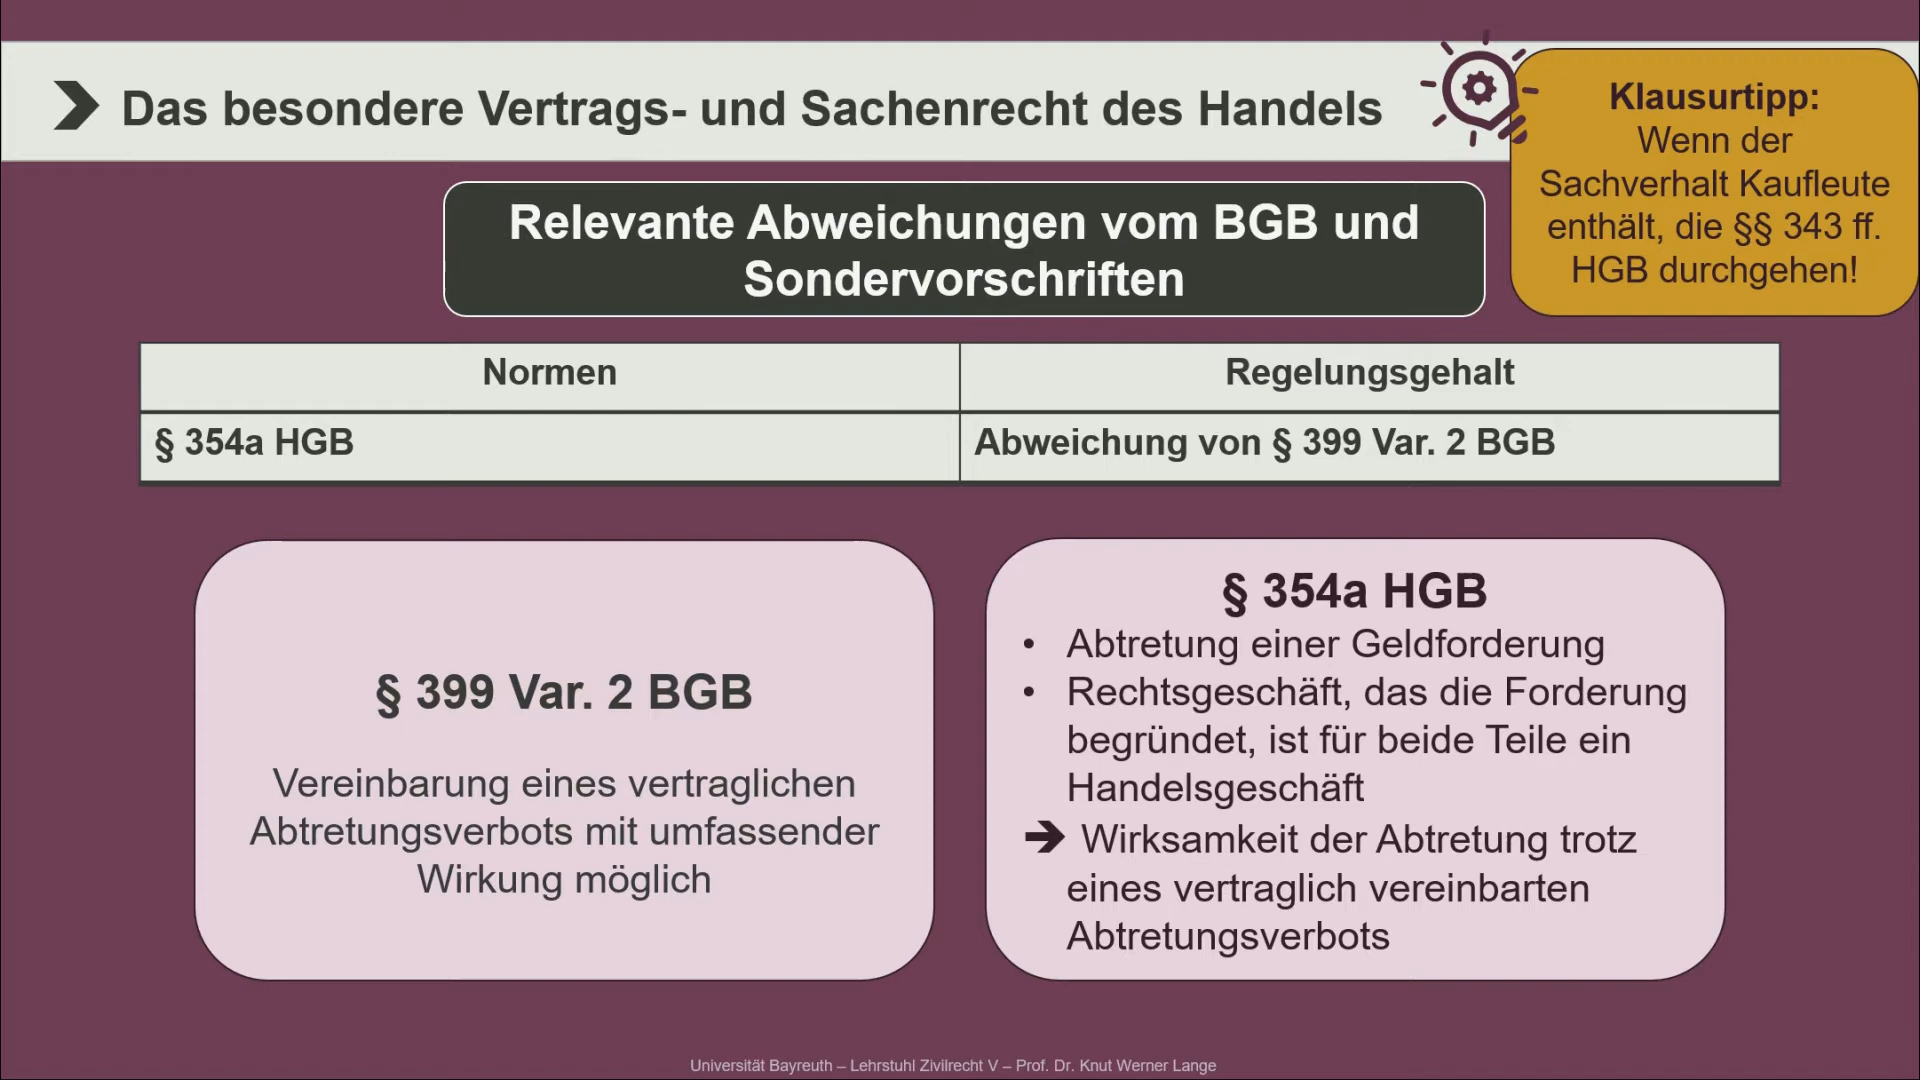 Das besondere Vertrags- und Sachenrecht des Handels
Klausurtipp:
Wenn der
Sachverhalt Kaufleute
enthält, die §§ 343 ff.
HGB durchgehen!
Relevante Abweichungen vom BGB und
Sondervorschriften
Normen
Regelungsgehalt
§ 354a HGB
Abweichung von § 399 Var. 2 BGB
§ 399 Var. 2 BGB
Vereinbarung eines vertraglichen
Abtretungsverbots mit umfassender
Wirkung möglich
§ 354a HGB
• Abtretung einer Geldforderung
• Rechtsgeschäft, das die Forderung
begründet, ist für beide Teile ein
Handelsgeschäft
➔ Wirksamkeit der Abtretung trotz
eines vertraglich vereinbarten
Abtretungsverbots
Universität Bayreuth – Lehrstuhl Zivilrecht V – Prof. Dr. Knut Werner Lange